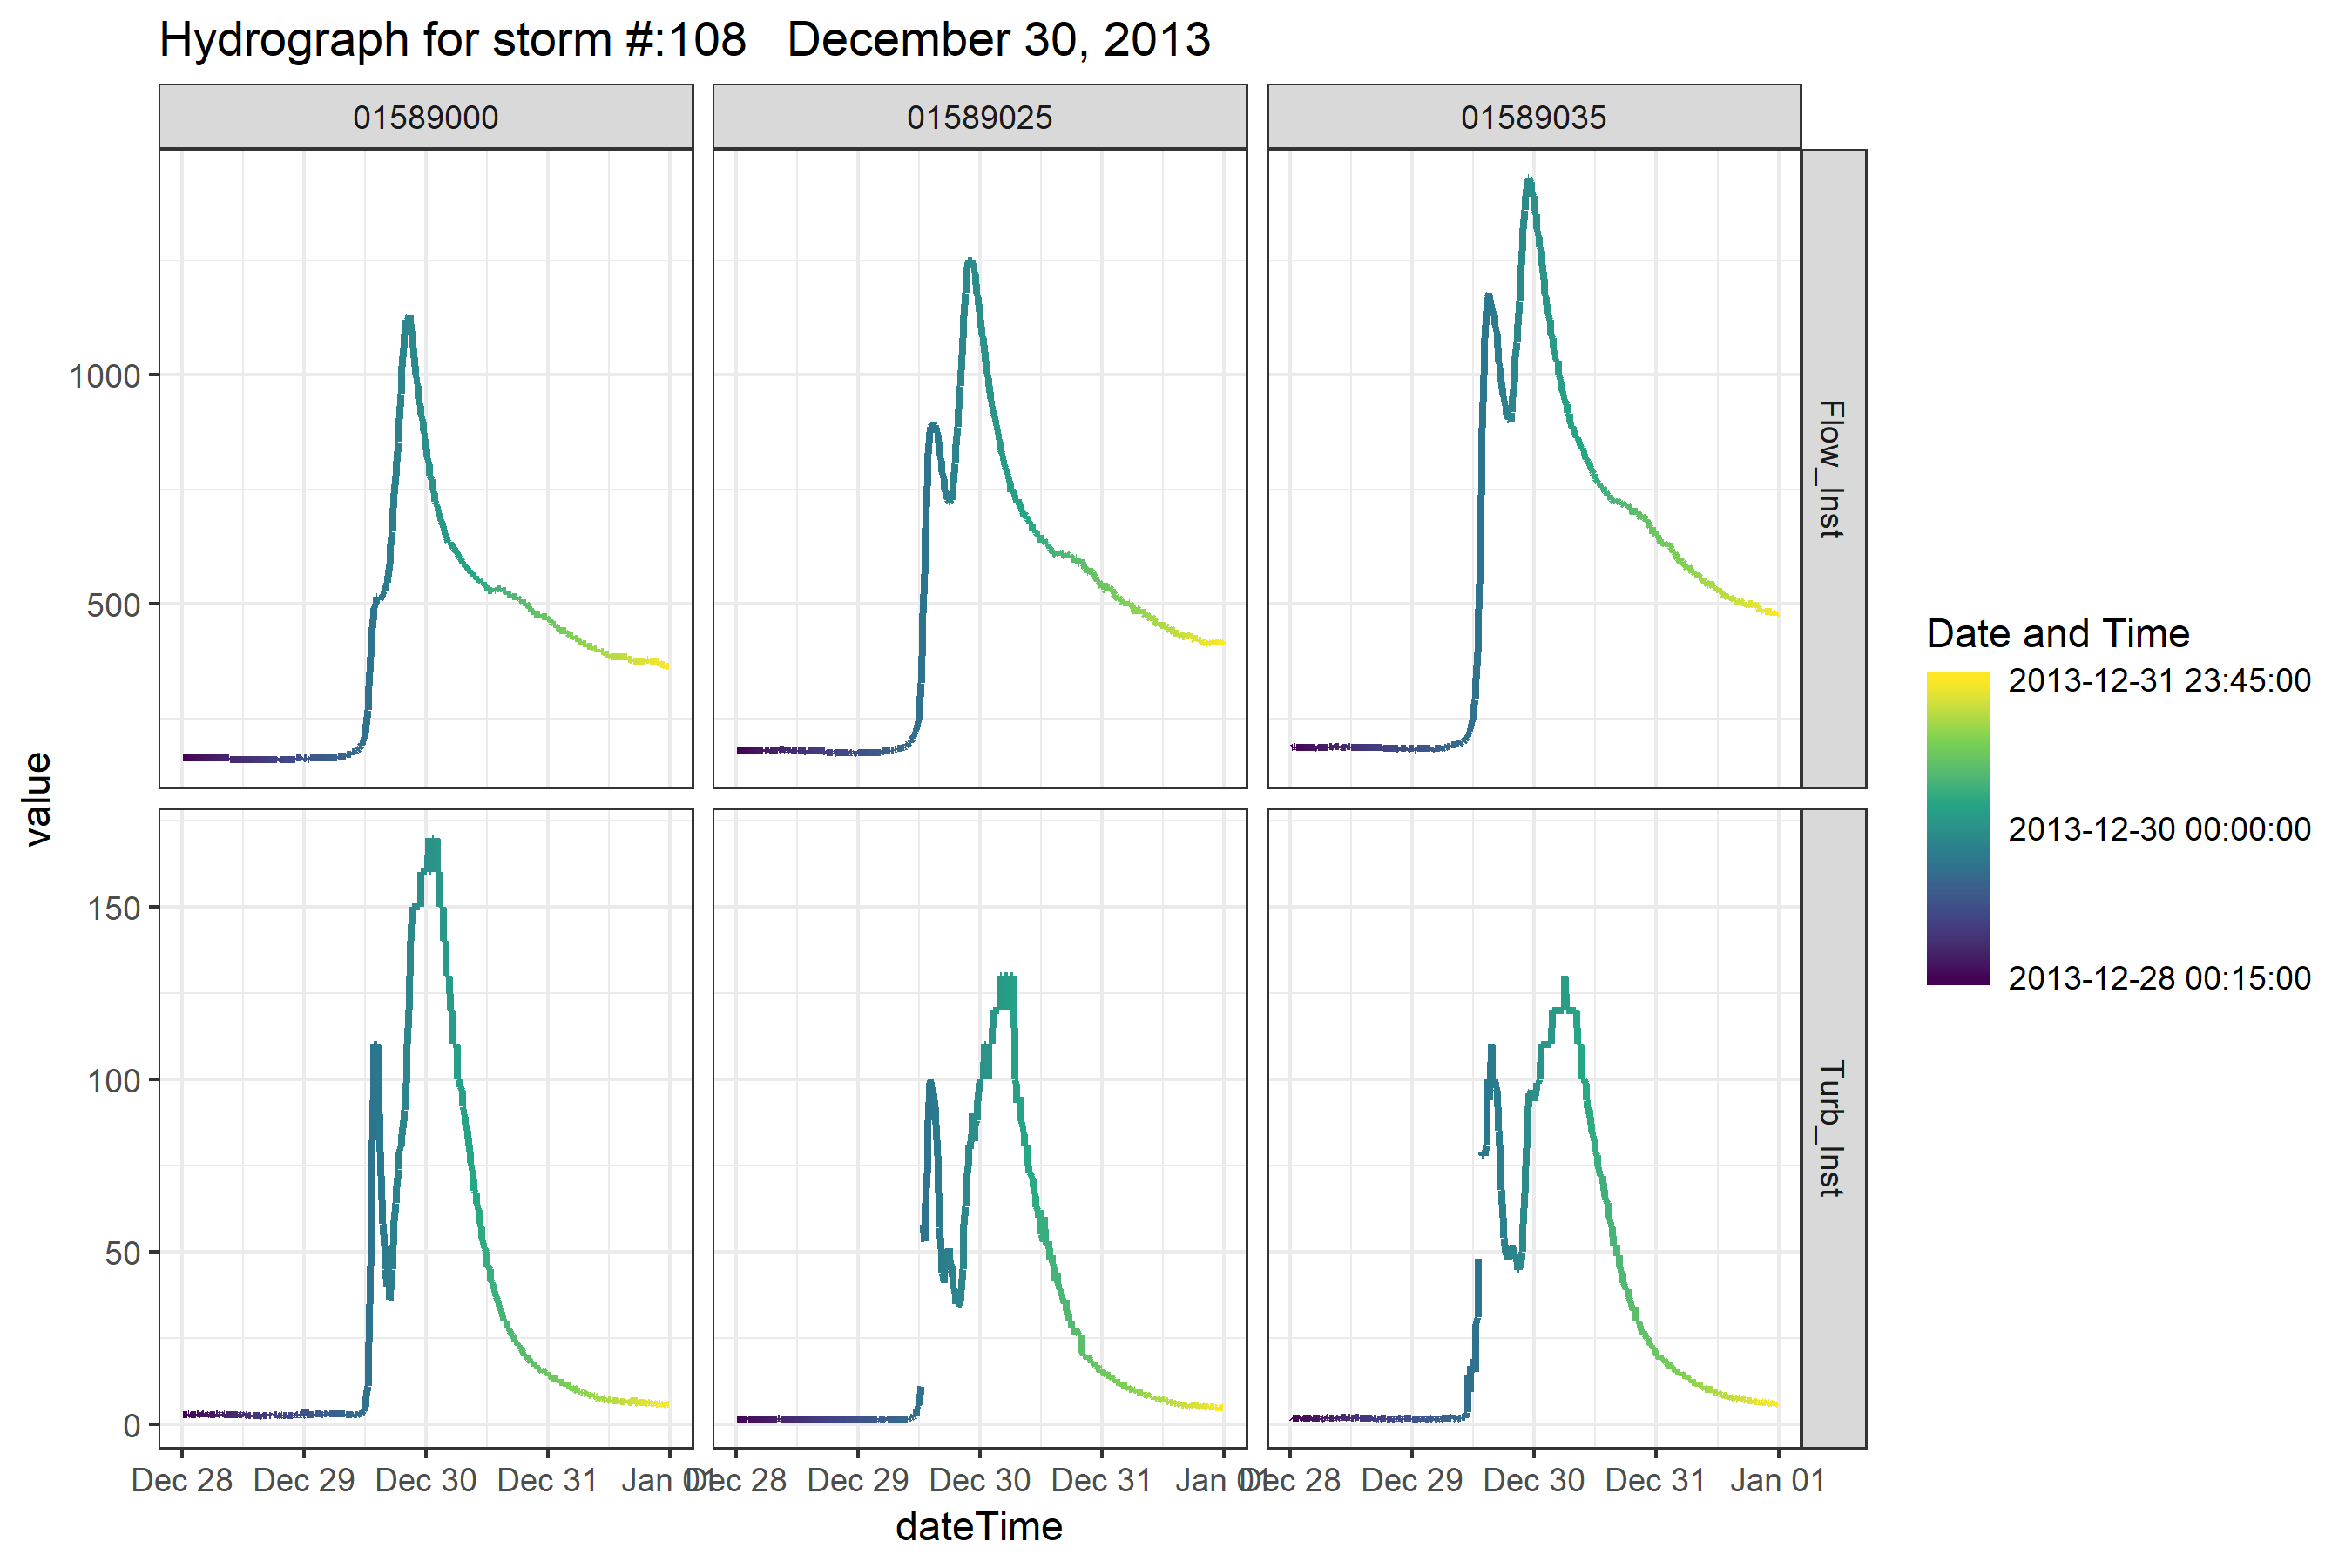 Hydrograph for storm #:108   December 30, 2013
01589000
01589025
01589035
1000
500
Flow_Inst
150
100
50
0
Turb_Inst
value
Dec 28
Dec 29
Dec 30
Dec 31
Jan 01
Dec 28
Dec 29
Dec 30
Dec 31
Jan 01
Dec 28
Dec 29
Dec 30
Dec 31
Jan 01
dateTime
Date and Time
2013-12-31 23:45:00
2013-12-30 00:00:00
2013-12-28 00:15:00